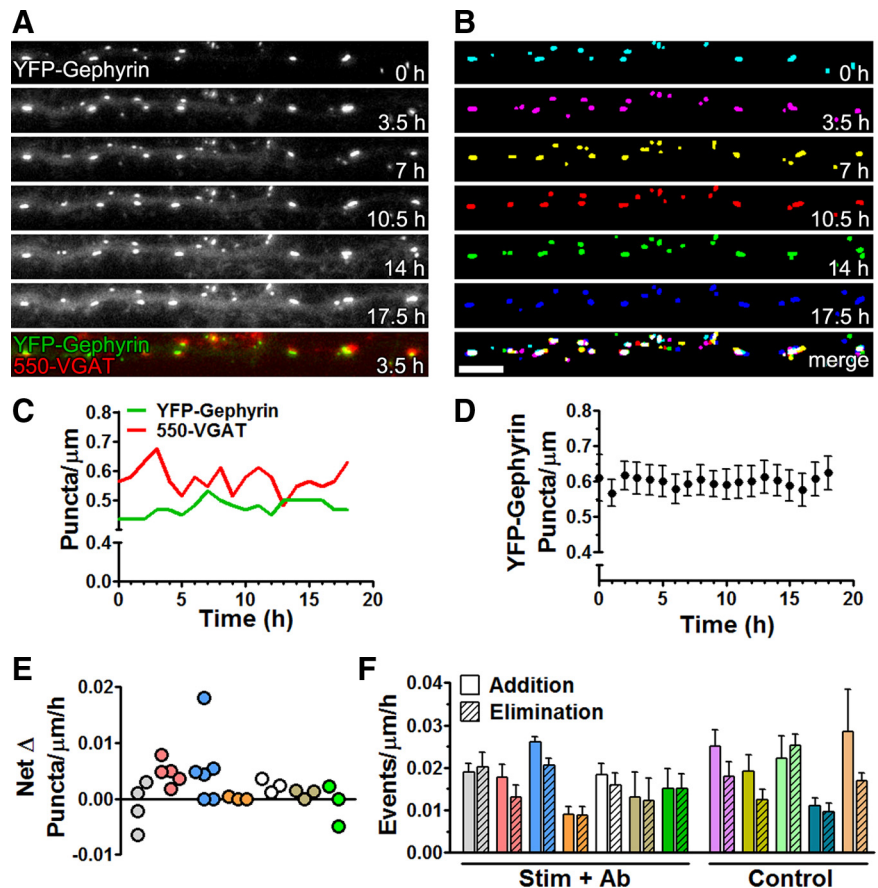 A
YFP-Gephyrin
0 h
3.5 h
7 h
10.5 h
14 h
17.5 h
YFP-Gephyrin
550-VGAT
3.5 h
B
0 h
3.5 h
7 h
10.5 h
14 h
17.5 h
merge
C
YFP-Gephyrin
550-VGAT
Puncta/μm
0.8
0.7
0.6
0.5
0.4
0.0
0 5 10 15 20
Time (h)
D
YFP-Gephyrin
Puncta/μm
0.8
0.7
0.6
0.5
0.4
0 5 10 15 20
Time (h)
E
Net Δ
Puncta/μm/h
0.02
0.01
0.00
-0.01
F
Addition
Elimination
Events/μm/h
0.04
0.03
0.02
0.01
0.00
Stim + Ab
Control